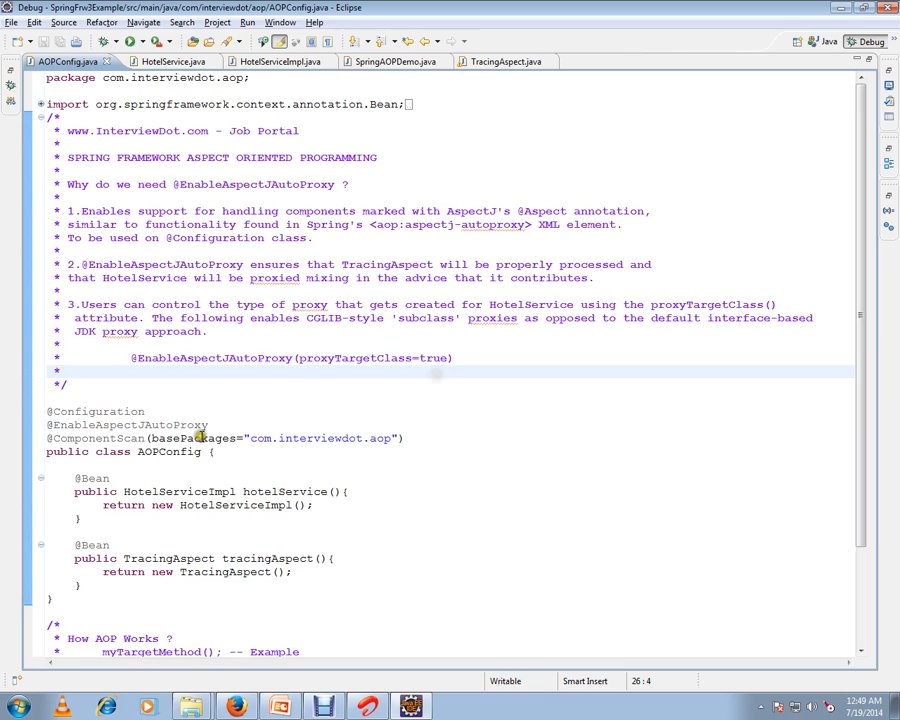 Debug - SpringFrw3Example/src/main/java/com/interviewdot/aop/AOPConfig.java - Eclipse
File Edit Source Refactor Navigate Search Project Run Window Help
Java Debug
AOPConfig.java HotelService.java HotelServiceImpl.java SpringAOPDemo.java TracingAspect.java
package com.interviewdot.aop;
import org.springframework.context.annotation.Bean;
/*
* www.InterviewDot.com - Job Portal
*
* SPRING FRAMEWORK ASPECT ORIENTED PROGRAMMING
*
* Why do we need @EnableAspectJAutoProxy ?
*
* 1.Enables support for handling components marked with AspectJ's @Aspect annotation,
* similar to functionality found in Spring's <aop:aspectj-autoproxy> XML element.
* To be used on @Configuration class.
*
* 2.@EnableAspectJAutoProxy ensures that TracingAspect will be properly processed and
* that HotelService will be proxied mixing in the advice that it contributes.
*
* 3.Users can control the type of proxy that gets created for HotelService using the proxyTargetClass()
* attribute. The following enables CGLIB-style 'subclass' proxies as opposed to the default interface-based
* JDK proxy approach.
*
* @EnableAspectJAutoProxy(proxyTargetClass=true)
*
*/
@Configuration
@EnableAspectJAutoProxy
@ComponentScan(basePackages="com.interviewdot.aop")
public class AOPConfig {
@Bean
public HotelServiceImpl hotelService(){
return new HotelServiceImpl();
}
@Bean
public TracingAspect tracingAspect(){
return new TracingAspect();
}
}
/*
* How AOP Works ?
* myTargetMethod(); -- Example
Writable Smart Insert 26 : 4
12:49 AM
7/19/2014